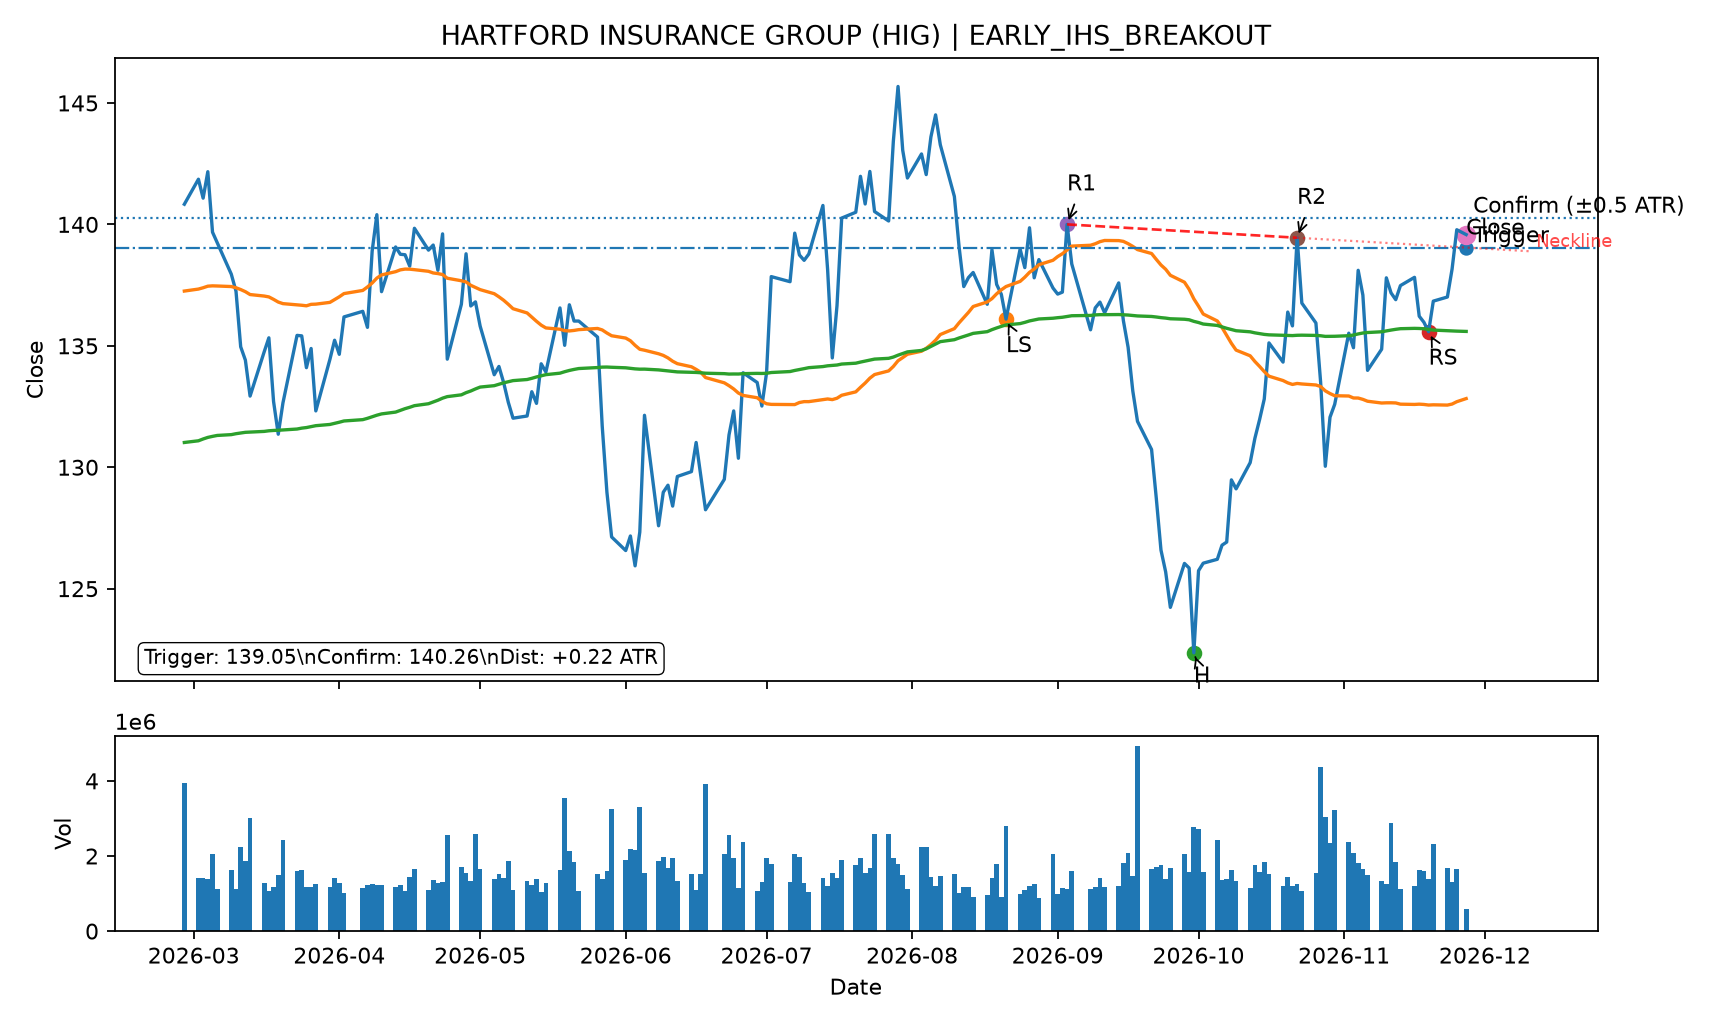 HARTFORD INSURANCE GROUP (HIG) | EARLY_IHS_BREAKOUT
Close
145
140
135
130
125
R1
R2
Confirm (±0.5 ATR)
Close
Trigger
Neckline
LS
RS
H
Trigger: 139.05\nConfirm: 140.26\nDist: +0.22 ATR
1e6
Vol
4
2
0
2026-03
2026-04
2026-05
2026-06
2026-07
2026-08
2026-09
2026-10
2026-11
2026-12
Date